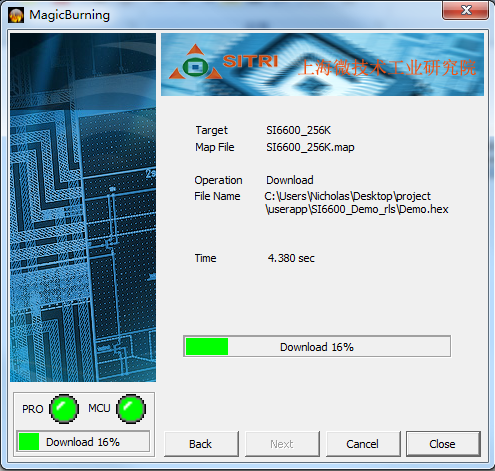 MagicBurning
SITRI
上海微技术工业研究院
Target SI6600_256K
Map File SI6600_256K.map
Operation Download
File Name C:\Users\Nicholas\Desktop\project
\userapp\SI6600_Demo_rls\Demo.hex
Time 4.380 sec
Download 16%
PRO MCU
Download 16%
Back Next Cancel Close